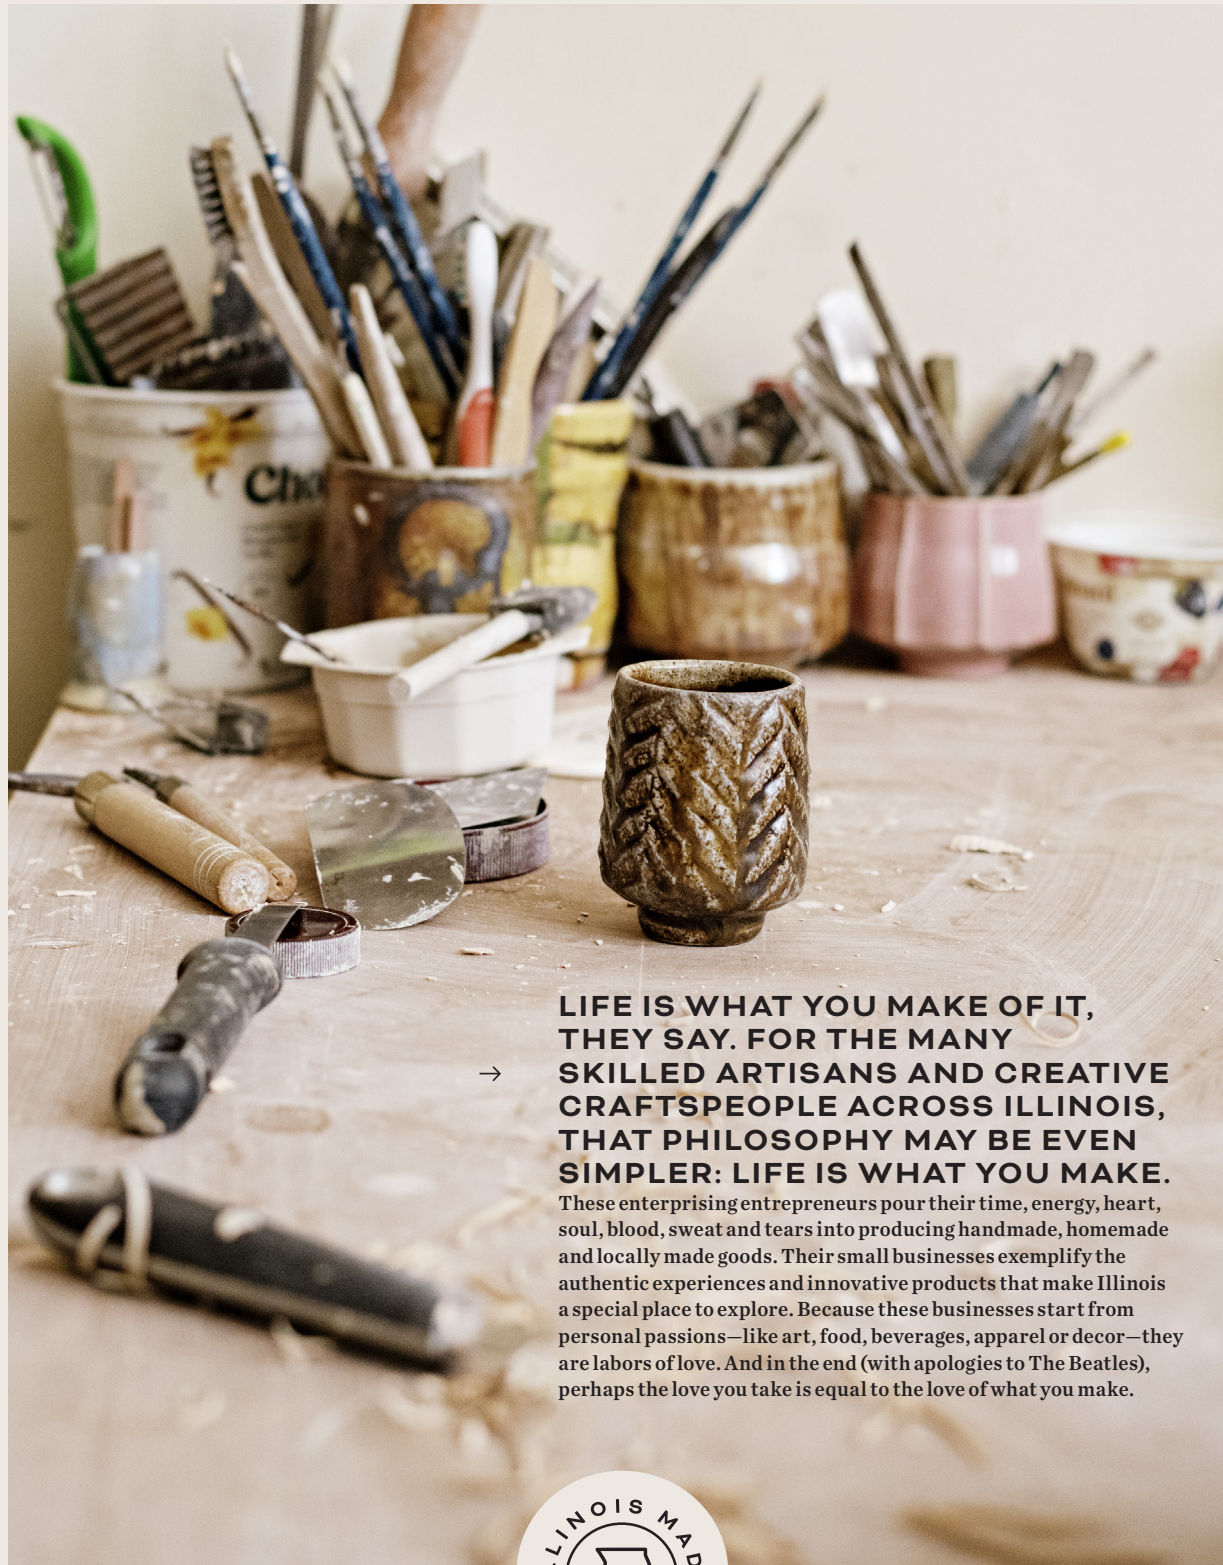 LIFE IS WHAT YOU MAKE OF IT,
THEY SAY. FOR THE MANY
→ SKILLED ARTISANS AND CREATIVE
CRAFTSPEOPLE ACROSS ILLINOIS,
THAT PHILOSOPHY MAY BE EVEN
SIMPLER: LIFE IS WHAT YOU MAKE.
These enterprising entrepreneurs pour their time, energy, heart,
soul, blood, sweat and tears into producing handmade, homemade
and locally made goods. Their small businesses exemplify the
authentic experiences and innovative products that make Illinois
a special place to explore. Because these businesses start from
personal passions—like art, food, beverages, apparel or decor—they
are labors of love. And in the end (with apologies to The Beatles),
perhaps the love you take is equal to the love of what you make.
LLINOIS MAD